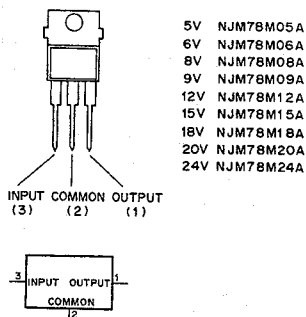 5V NJM78M05A
6V NJM78M06A
8V NJM78M08A
9V NJM78M09A
12V NJM78M12A
15V NJM78M15A
18V NJM78M18A
20V NJM78M20A
24V NJM78M24A
INPUT COMMON OUTPUT
(3) (2) (1)
3 INPUT OUTPUT 1
COMMON
2